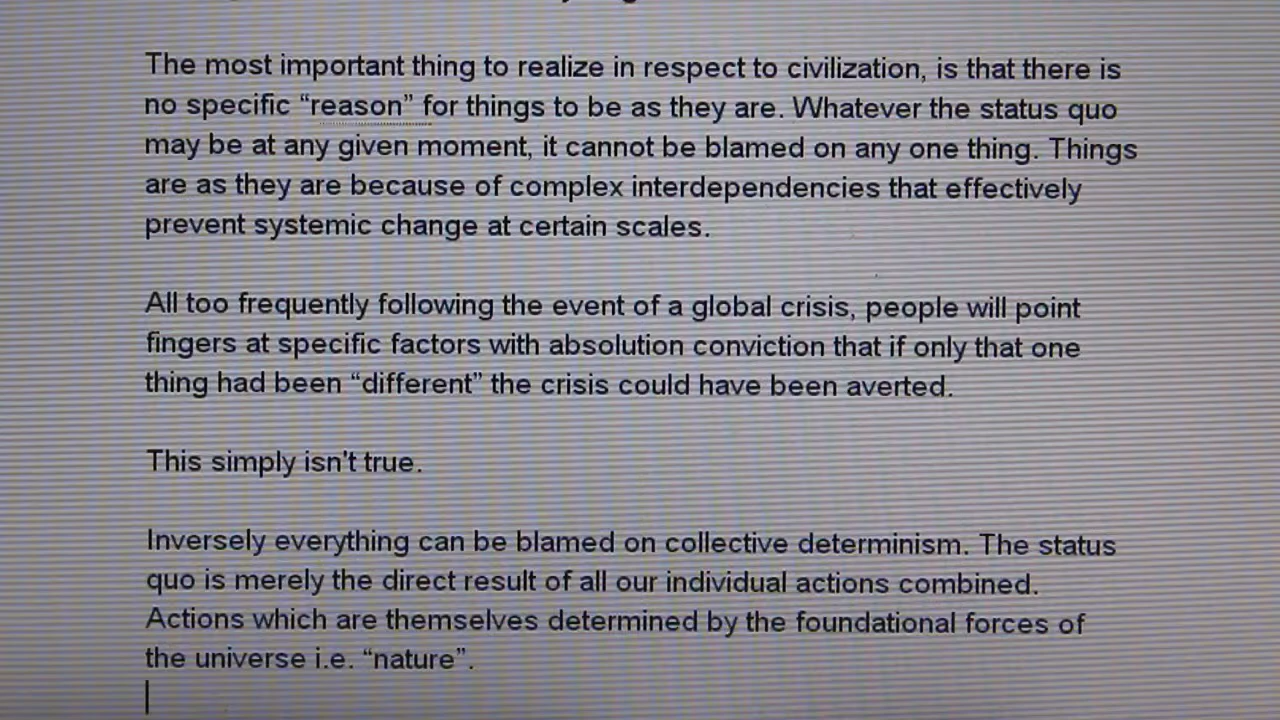 The most important thing to realize in respect to civilization, is that there is
no specific “reason” for things to be as they are. Whatever the status quo
may be at any given moment, it cannot be blamed on any one thing. Things
are as they are because of complex interdependencies that effectively
prevent systemic change at certain scales.
All too frequently following the event of a global crisis, people will point
fingers at specific factors with absolution conviction that if only that one
thing had been “different” the crisis could have been averted.
This simply isn't true.
Inversely everything can be blamed on collective determinism. The status
quo is merely the direct result of all our individual actions combined.
Actions which are themselves determined by the foundational forces of
the universe i.e. “nature”.